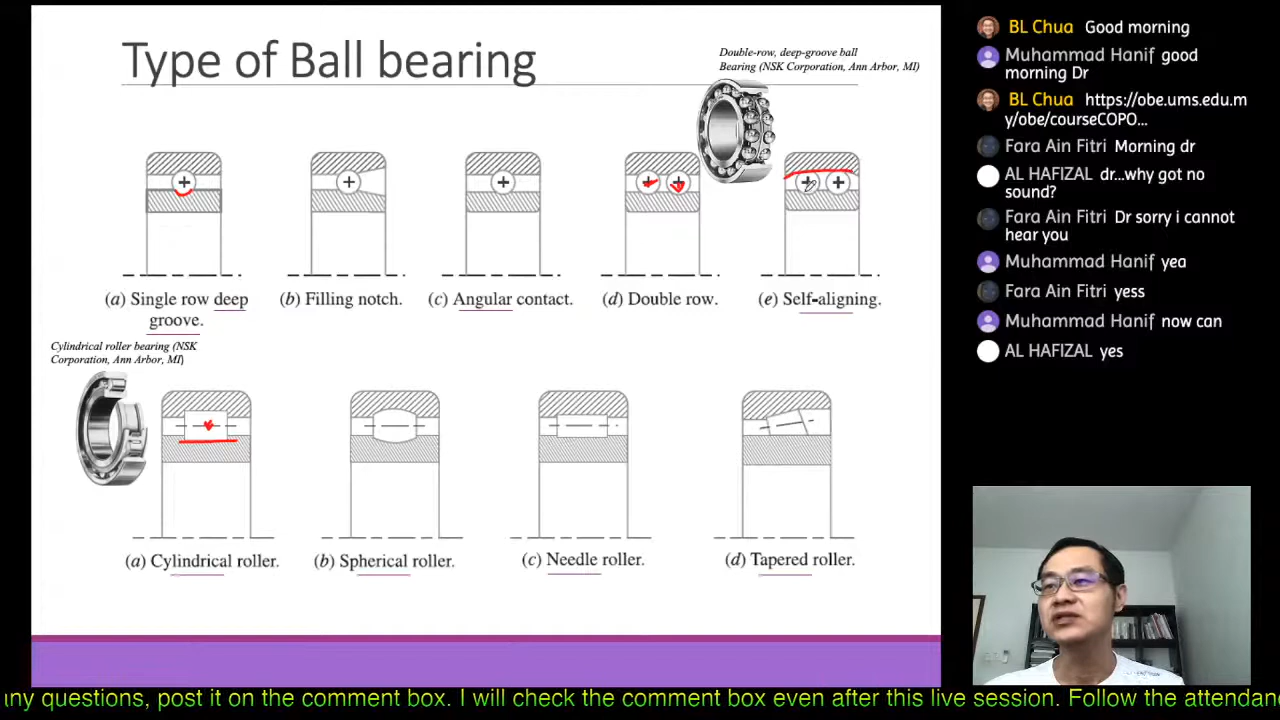 Type of Ball bearing
Double-row, deep-groove ball
Bearing (NSK Corporation, Ann Arbor, MI)
(a) Single row deep
groove.
(b) Filling notch.
(c) Angular contact.
(d) Double row.
(e) Self-aligning.
Cylindrical roller bearing (NSK
Corporation, Ann Arbor, MI)
(a) Cylindrical roller.
(b) Spherical roller.
(c) Needle roller.
(d) Tapered roller.
BL Chua Good morning
Muhammad Hanif good
morning Dr
BL Chua https://obe.ums.edu.m
y/obe/courseCOPO...
Fara Ain Fitri Morning dr
AL HAFIZAL dr...why got no
sound?
Fara Ain Fitri Dr sorry i cannot
hear you
Muhammad Hanif yea
Fara Ain Fitri yess
Muhammad Hanif now can
AL HAFIZAL yes
ny questions, post it on the comment box. I will check the comment box even after this live session. Follow the attendan